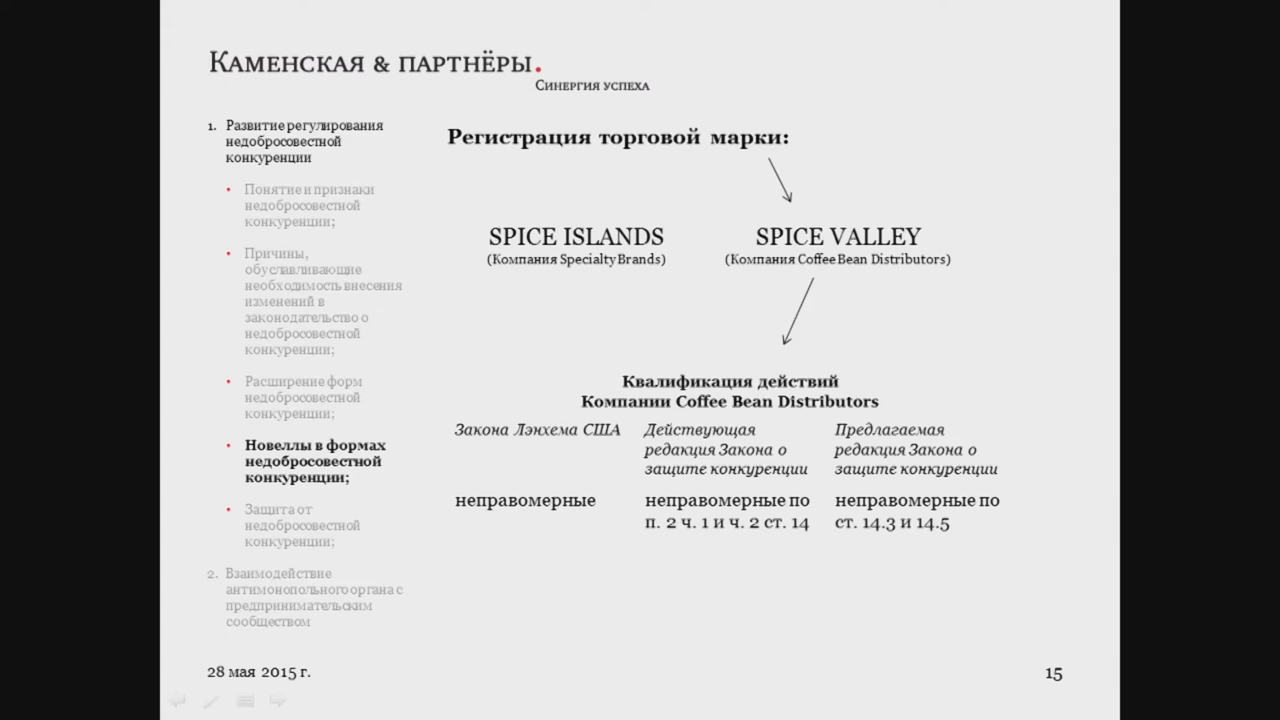 Каменская & партнёры.
Синергия успеха
1. Развитие регулирования
недобросовестной
конкуренции
• Понятие и признаки
недобросовестной
конкуренции;
• Причины,
обуславливающие
необходимость внесения
изменений в
законодательство о
недобросовестной
конкуренции;
• Расширение форм
недобросовестной
конкуренции;
• Новеллы в формах
недобросовестной
конкуренции;
• Защита от
недобросовестной
конкуренции;
2. Взаимодействие
антимонопольного органа с
предпринимательским
сообществом
Регистрация торговой марки:
SPICE ISLANDS
(Компания Specialty Brands)
SPICE VALLEY
(Компания Coffee Bean Distributors)
Квалификация действий
Компании Coffee Bean Distributors
Закона Лэнхема США
неправомерные
Действующая
редакция Закона о
защите конкуренции
неправомерные по
п. 2 ч. 1 и ч. 2 ст. 14
Предлагаемая
редакция Закона о
защите конкуренции
неправомерные по
ст. 14.3 и 14.5
28 мая 2015 г.
15